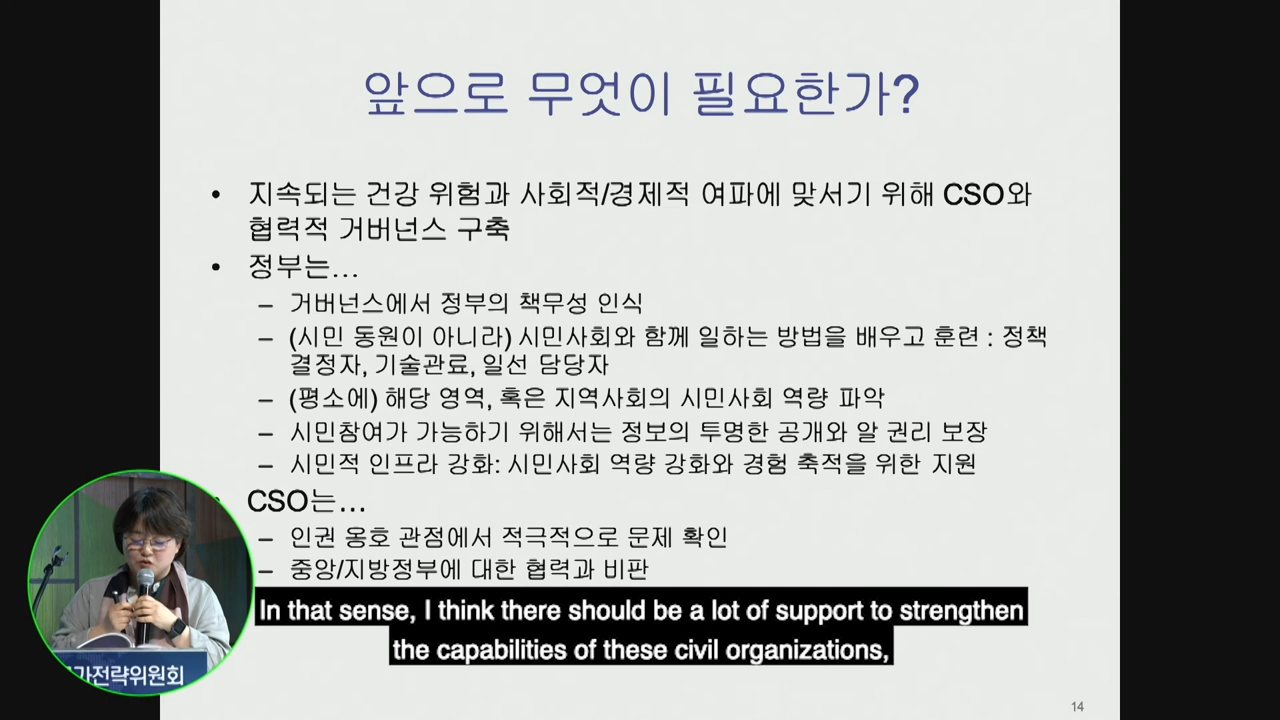 앞으로 무엇이 필요한가?
• 지속되는 건강 위험과 사회적/경제적 여파에 맞서기 위해 CSO와
협력적 거버넌스 구축
• 정부는…
– 거버넌스에서 정부의 책무성 인식
– (시민 동원이 아니라) 시민사회와 함께 일하는 방법을 배우고 훈련 : 정책
결정자, 기술관료, 일선 담당자
– (평소에) 해당 영역, 혹은 지역사회의 시민사회 역량 파악
– 시민참여가 가능하기 위해서는 정보의 투명한 공개와 알 권리 보장
– 시민적 인프라 강화: 시민사회 역량 강화와 경험 축적을 위한 지원
• CSO는…
– 인권 옹호 관점에서 적극적으로 문제 확인
– 중앙/지방정부에 대한 협력과 비판
In that sense, I think there should be a lot of support to strengthen
the capabilities of these civil organizations,
가전략위원회
14